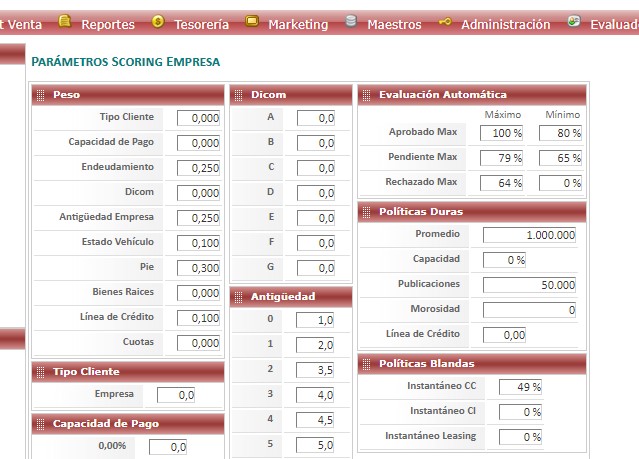 t Venta Reportes Tesorería Marketing Maestros Administración Evaluad
PARÁMETROS SCORING EMPRESA
Peso
Tipo Cliente 0,000
Capacidad de Pago 0,000
Endeudamiento 0,250
Dicom 0,000
Antigüedad Empresa 0,250
Estado Vehículo 0,100
Pie 0,300
Bienes Raices 0,000
Línea de Crédito 0,100
Cuotas 0,000
Tipo Cliente
Empresa 0,0
Capacidad de Pago
0,00% 0,0
Dicom
A 0,0
B 0,0
C 0,0
D 0,0
E 0,0
F 0,0
G 0,0
Antigüedad
0 1,0
1 2,0
2 3,5
3 4,0
4 4,5
5 5,0
Evaluación Automática
Máximo Mínimo
Aprobado Max 100 % 80 %
Pendiente Max 79 % 65 %
Rechazado Max 64 % 0 %
Políticas Duras
Promedio 1.000.000
Capacidad 0 %
Publicaciones 50.000
Morosidad 0
Línea de Crédito 0,00
Políticas Blandas
Instantáneo CC 49 %
Instantáneo CI 0 %
Instantáneo Leasing 0 %